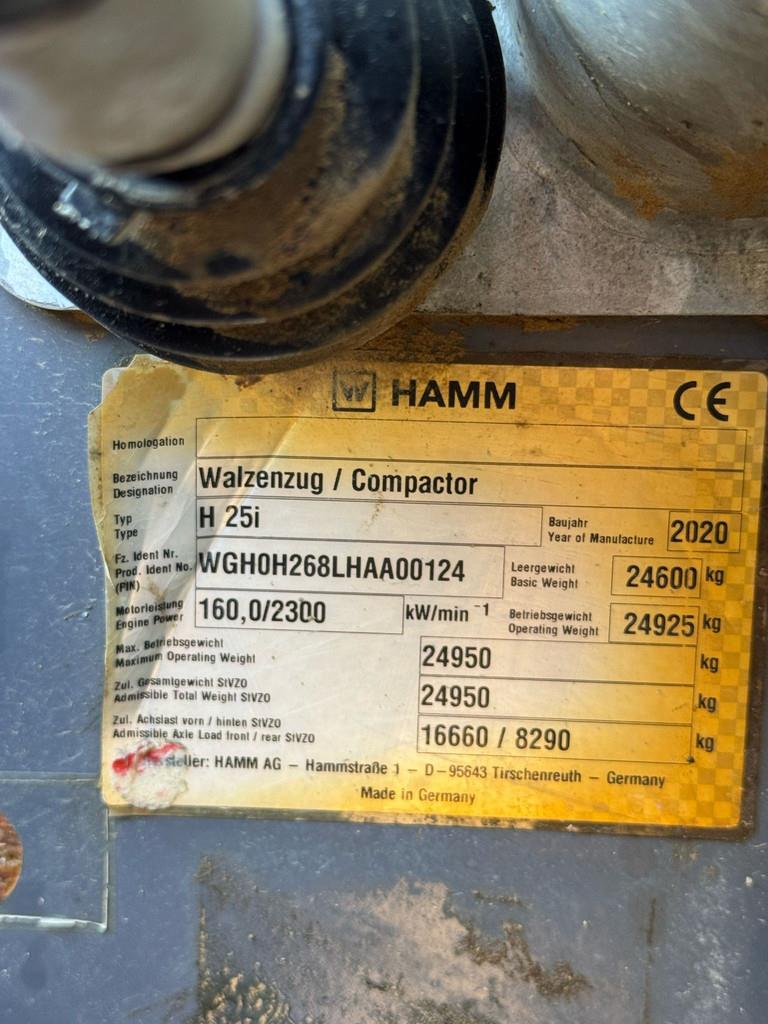 W HAMM CE
Homologation
Bezeichnung
Designation
Walzenzug / Compactor
Typ
Type
H 25i
Baujahr
Year of Manufacture
2020
Fz. Ident Nr.
Prod. Ident No.
(PIN)
WGH0H268LHAA00124
Leergewicht
Basic Weight
24600 kg
Motorleistung
Engine Power
160,0/2300 kW/min ⁻¹
Betriebsgewicht
Operating Weight
24925 kg
Max. Betriebsgewicht
Maximum Operating Weight
24950 kg
Zul. Gesamtgewicht StVZO
Admissible Total Weight StVZO
24950 kg
Zul. Achslast vorn / hinten StVZO
Admissible Axle Load front / rear StVZO
16660 / 8290 kg
HAMM AG – Hammstraße 1 – D–95643 Tirschenreuth – Germany
Made in Germany